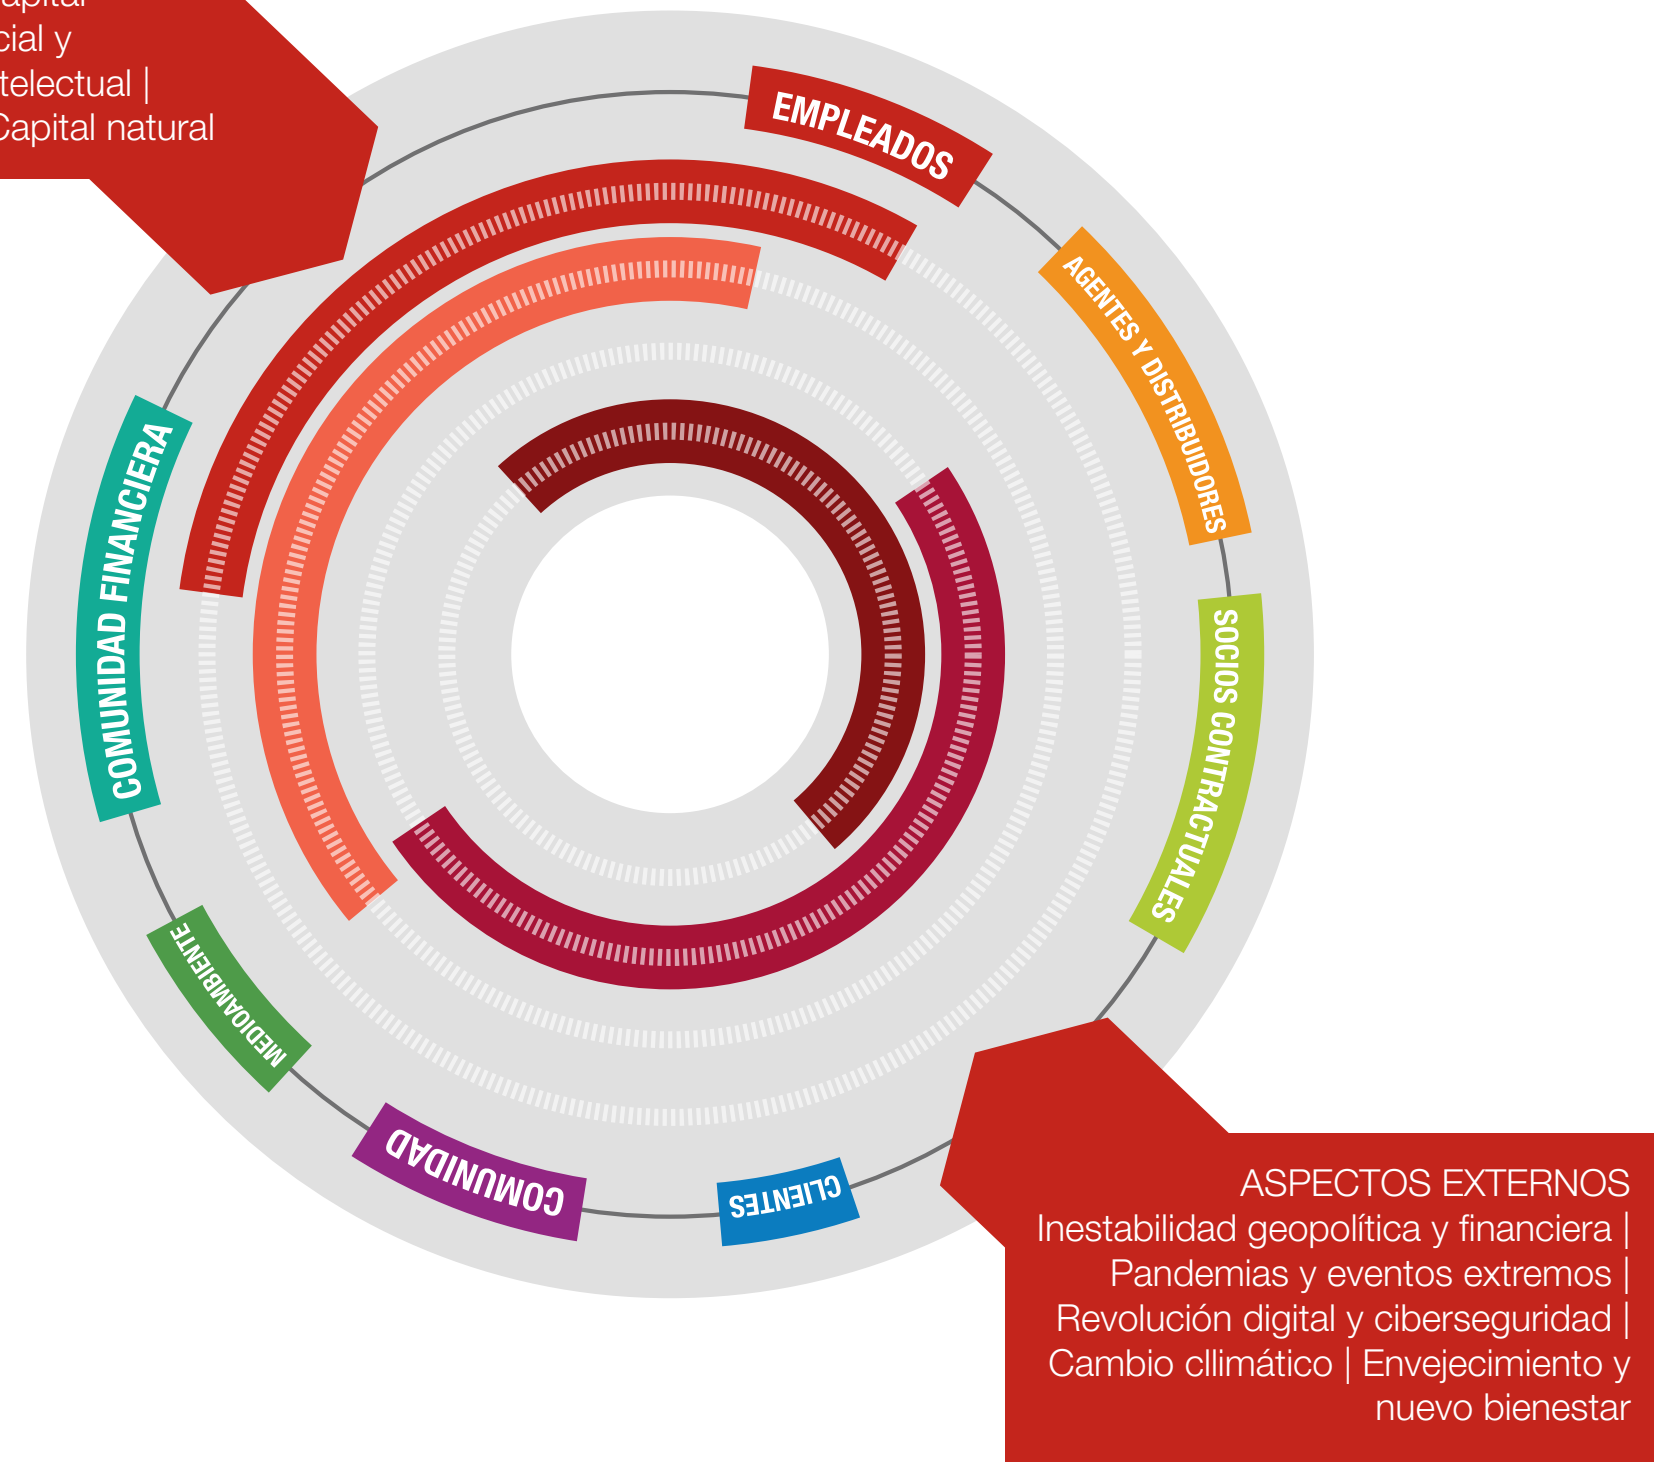 cial y
telectual |
Capital natural
EMPLEADOS
AGENTES Y DISTRIBUIDORES
SOCIOS CONTRACTUALES
CLIENTES
COMUNIDAD
MEDIOAMBIENTE
COMUNIDAD FINANCIERA
ASPECTOS EXTERNOS
Inestabilidad geopolítica y financiera |
Pandemias y eventos extremos |
Revolución digital y ciberseguridad |
Cambio cllimático | Envejecimiento y
nuevo bienestar